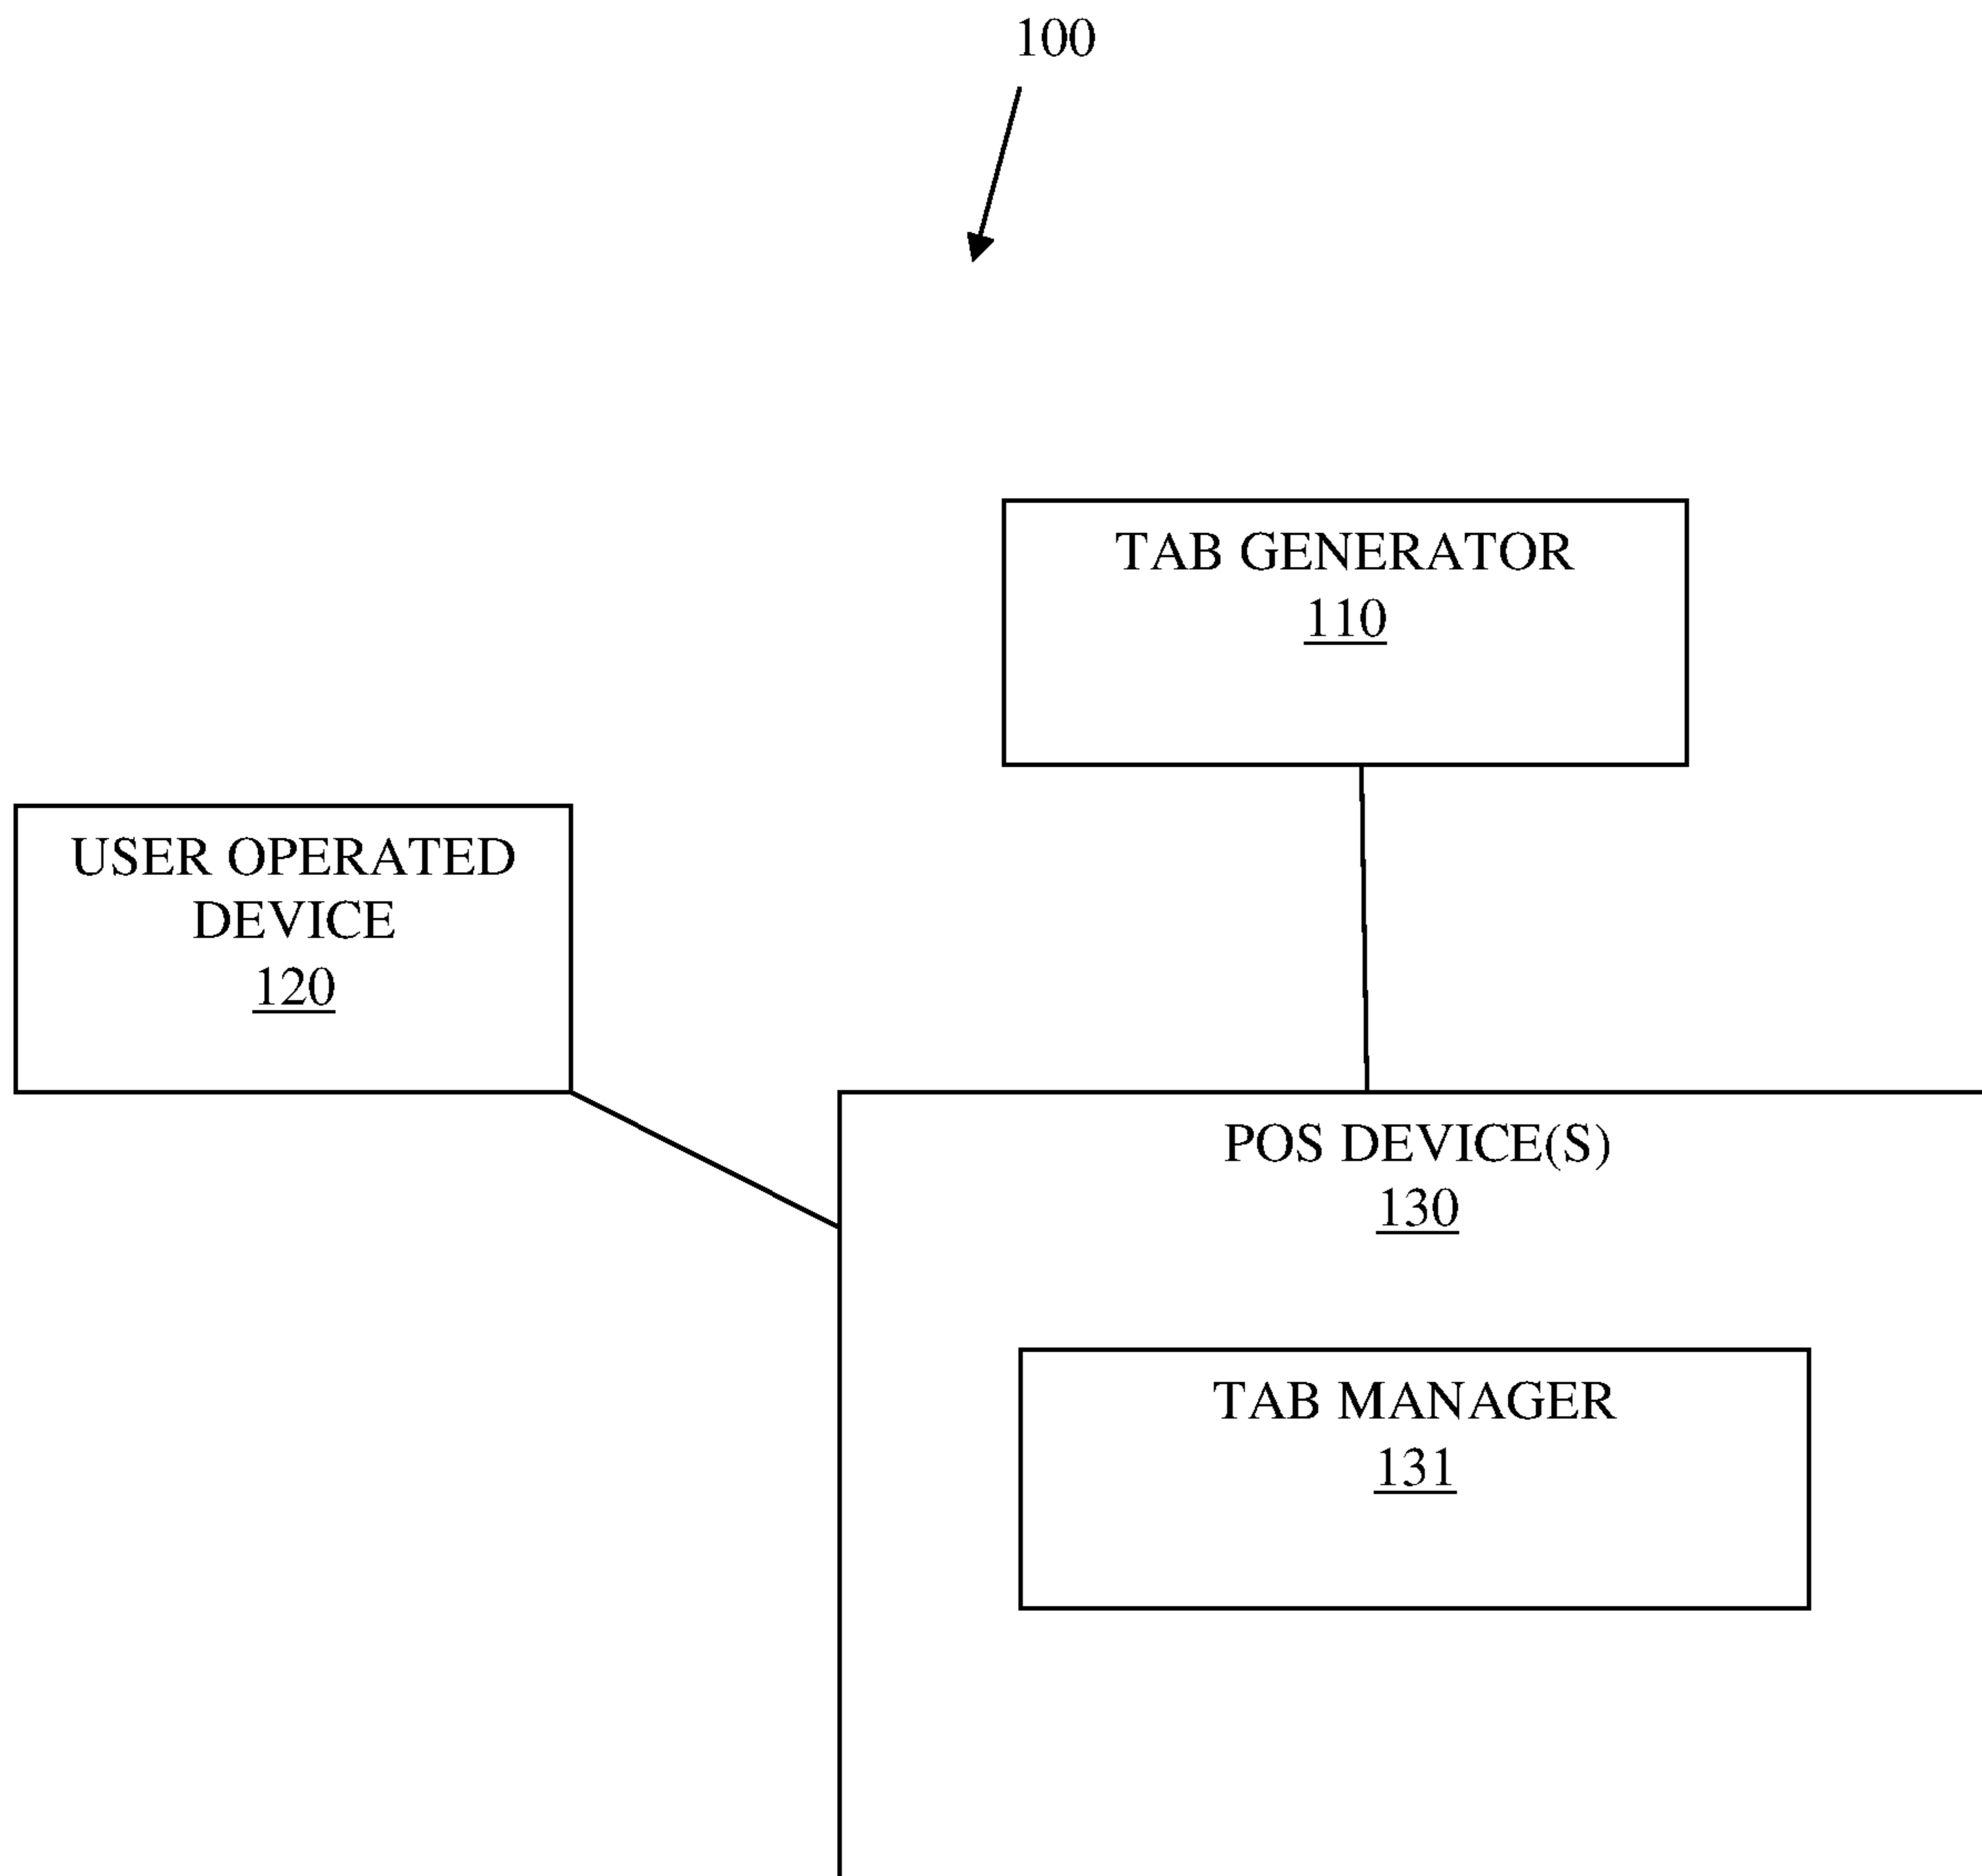 100
TAB GENERATOR
110
USER OPERATED
DEVICE
120
POS DEVICE(S)
130
TAB MANAGER
131